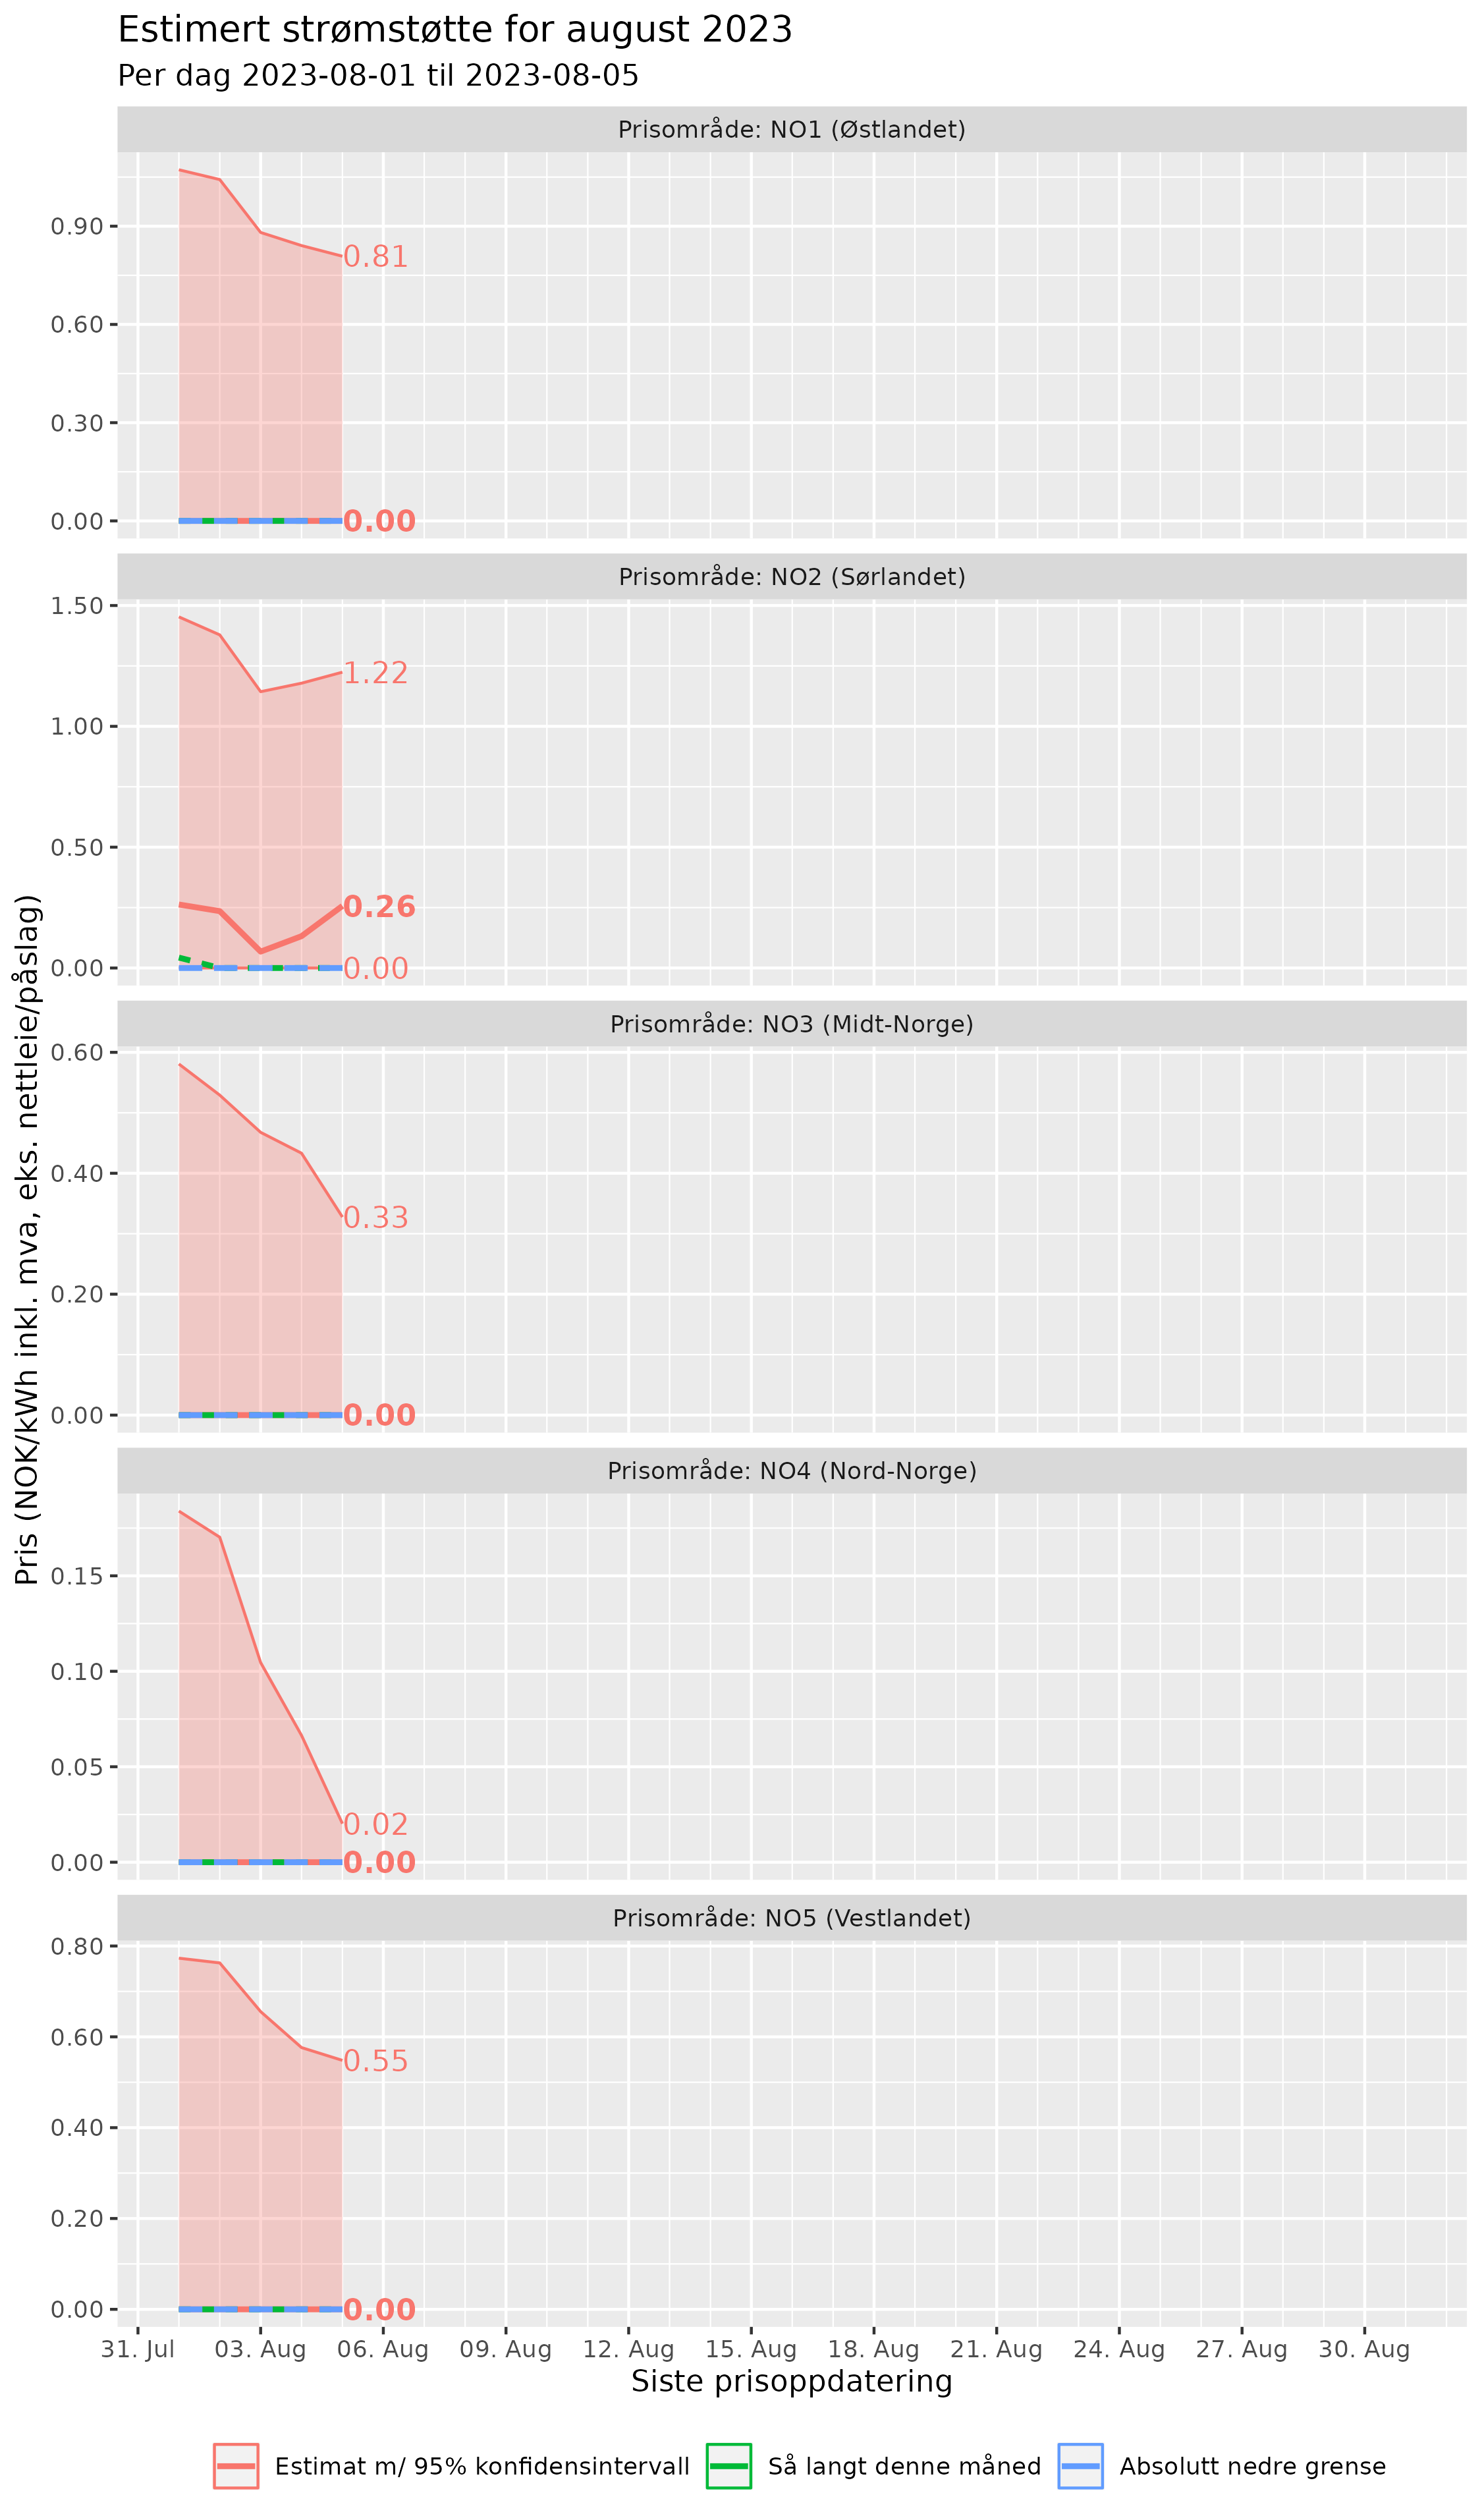 Estimert strømstøtte for august 2023
Per dag 2023-08-01 til 2023-08-05
Pris (NOK/kWh inkl. mva, eks. nettleie/påslag)
Prisområde: NO1 (Østlandet)
0.90
0.60
0.30
0.00
0.81
0.00
Prisområde: NO2 (Sørlandet)
1.50
1.00
0.50
0.00
1.22
0.26
0.00
Prisområde: NO3 (Midt-Norge)
0.60
0.40
0.20
0.00
0.33
0.00
Prisområde: NO4 (Nord-Norge)
0.15
0.10
0.05
0.00
0.02
0.00
Prisområde: NO5 (Vestlandet)
0.80
0.60
0.40
0.20
0.00
0.55
0.00
31. Jul 03. Aug 06. Aug 09. Aug 12. Aug 15. Aug 18. Aug 21. Aug 24. Aug 27. Aug 30. Aug
Siste prisoppdatering
Estimat m/ 95% konfidensintervall Så langt denne måned Absolutt nedre grense